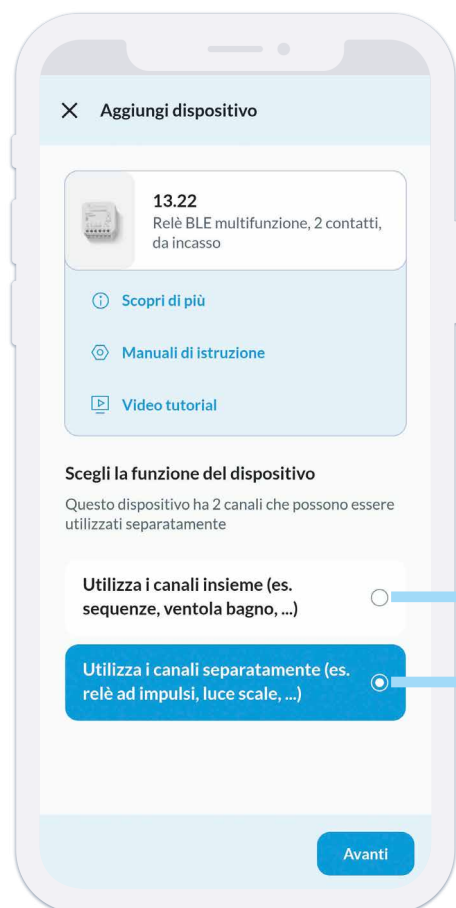 Aggiungi dispositivo
13.22
Relè BLE multifunzione, 2 contatti,
da incasso
Scopri di più
Manuali di istruzione
Video tutorial
Scegli la funzione del dispositivo
Questo dispositivo ha 2 canali che possono essere
utilizzati separatamente
Utilizza i canali insieme (es.
sequenze, ventola bagno, ...)
Utilizza i canali separatamente (es.
relè ad impulsi, luce scale, ...)
Avanti